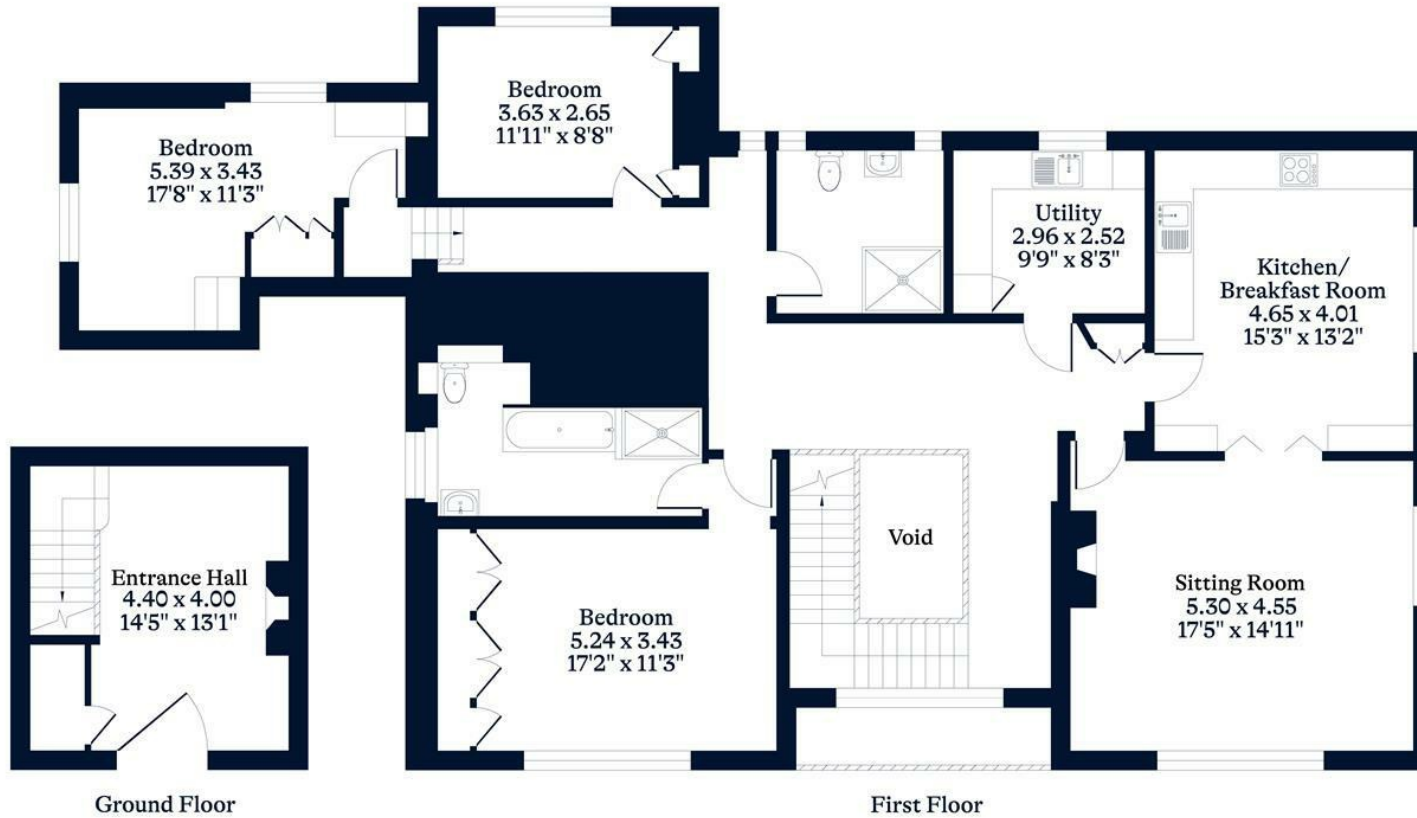 Bedroom
3.63 x 2.65
11'11" x 8'8"
Bedroom
5.39 x 3.43
17'8" x 11'3"
Utility
2.96 x 2.52
9'9" x 8'3"
Kitchen/
Breakfast Room
4.65 x 4.01
15'3" x 13'2"
Void
Entrance Hall
4.40 x 4.00
14'5" x 13'1"
Bedroom
5.24 x 3.43
17'2" x 11'3"
Sitting Room
5.30 x 4.55
17'5" x 14'11"
Ground Floor
First Floor